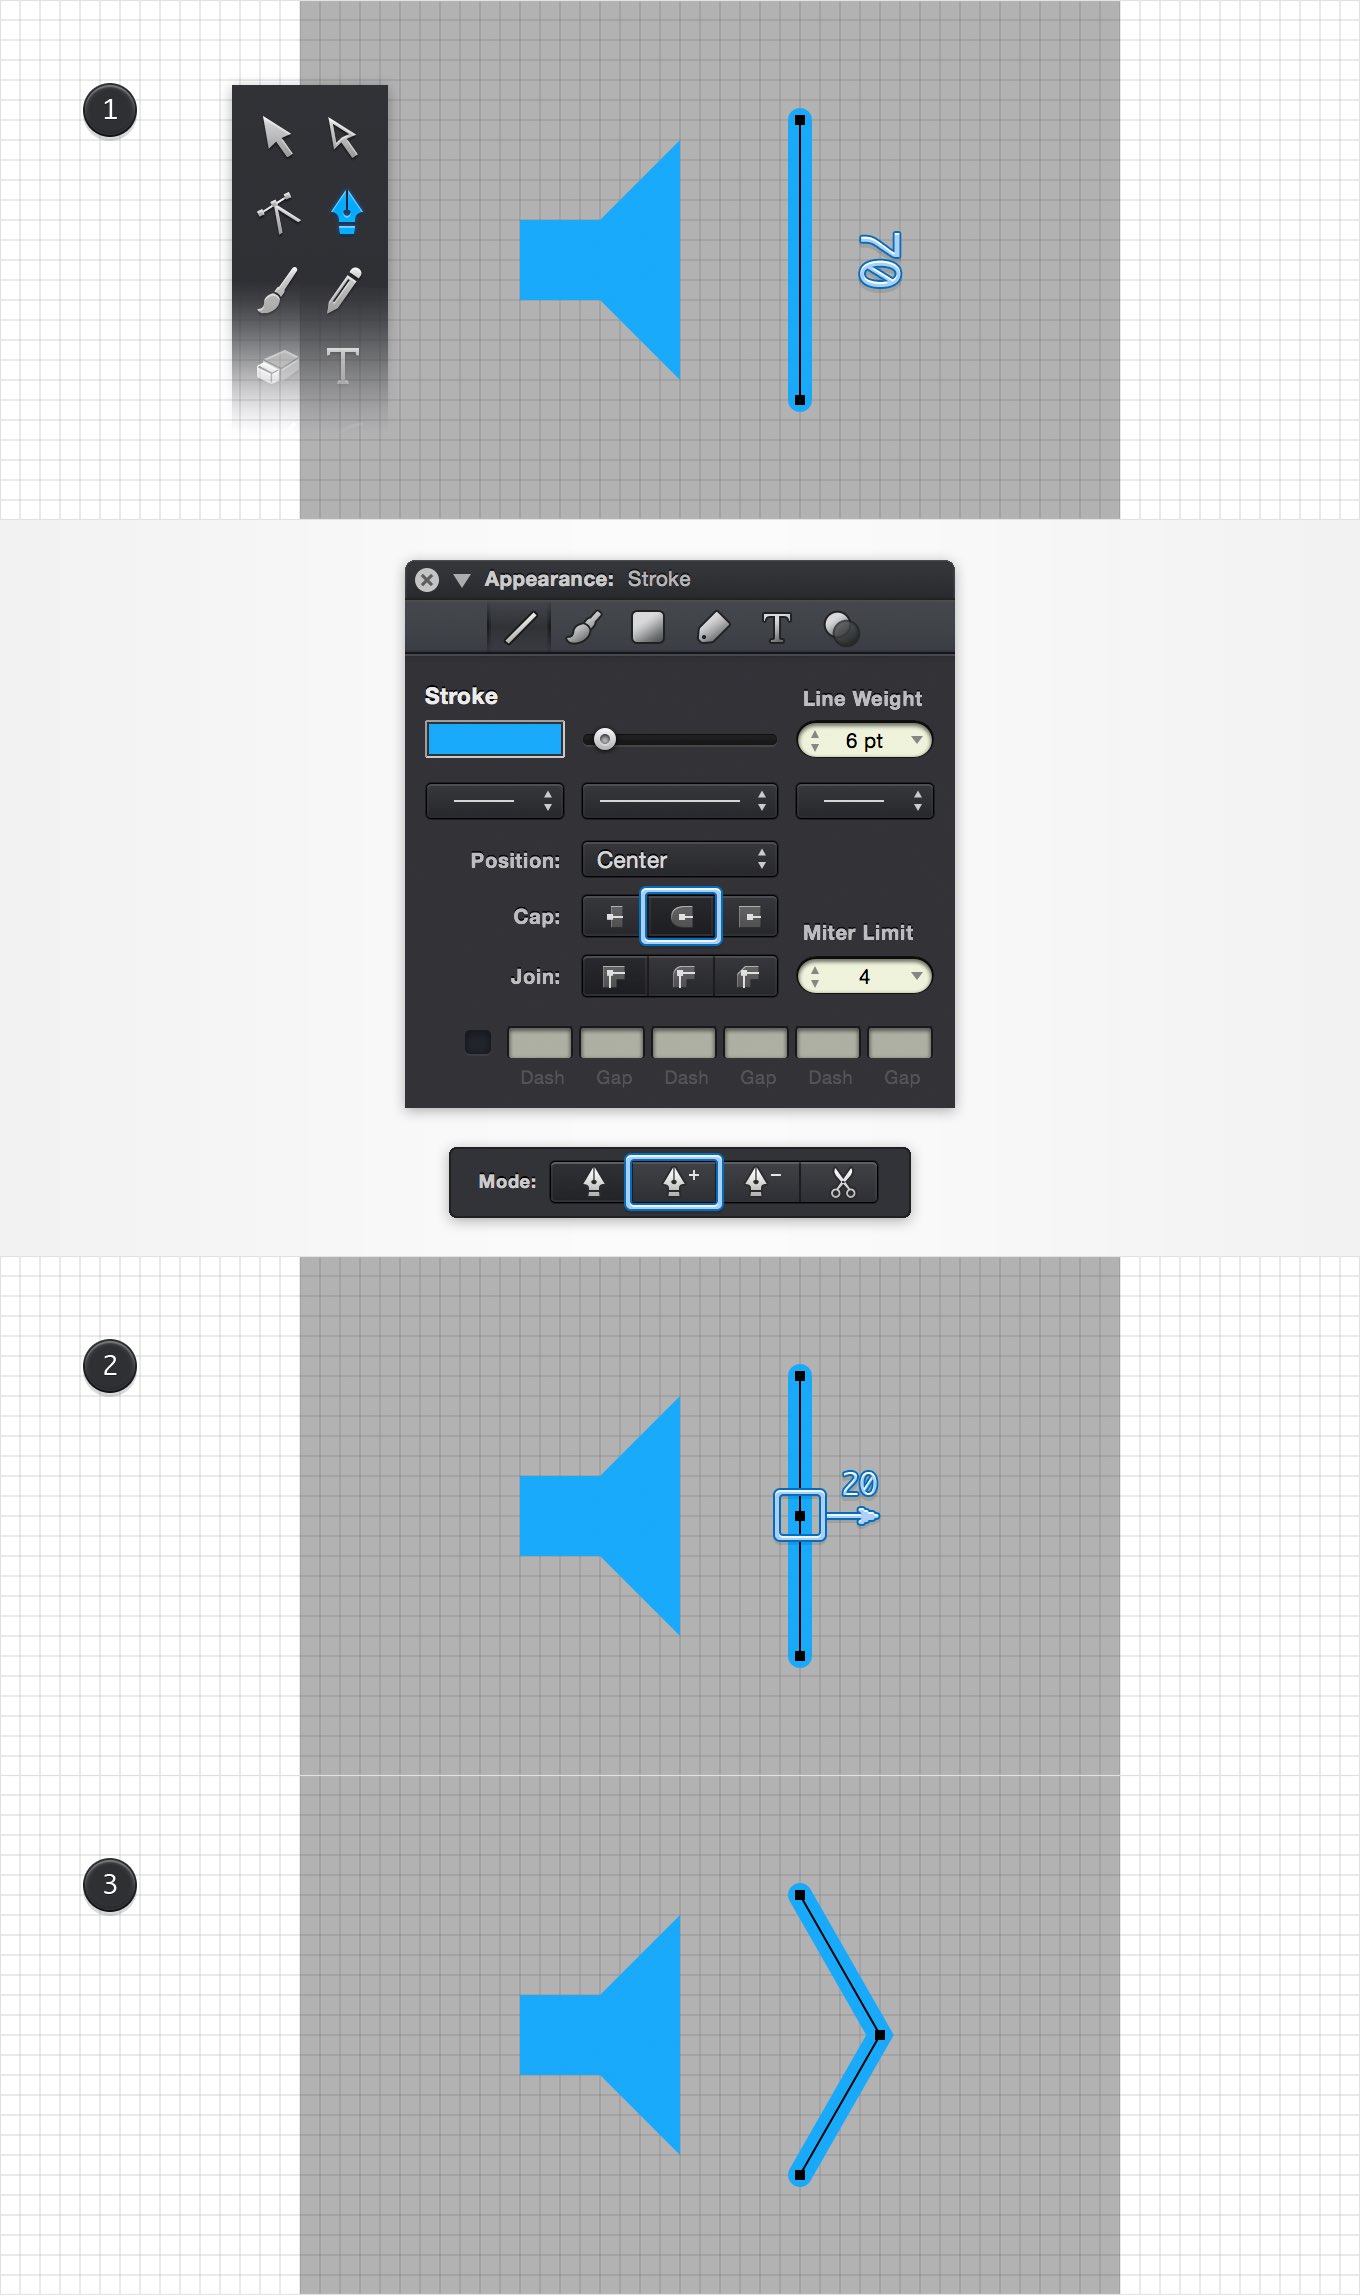 1
70
Appearance: Stroke
Stroke
Line Weight
6 pt
Position: Center
Cap:
Miter Limit
Join:
4
Dash Gap Dash Gap Dash Gap
Mode:
2
20
3